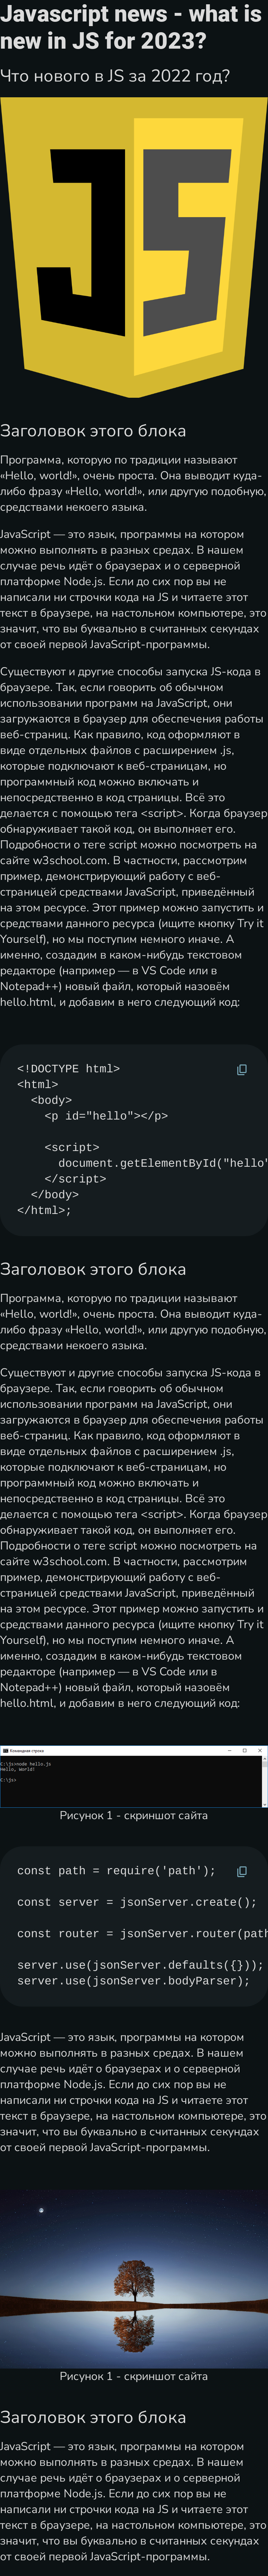 Javascript news - what is
new in JS for 2023?
Что нового в JS за 2022 год?
JS
Заголовок этого блока
Программа, которую по традиции называют
«Hello, world!», очень проста. Она выводит куда-
либо фразу «Hello, world!», или другую подобную,
средствами некоего языка.
JavaScript — это язык, программы на котором
можно выполнять в разных средах. В нашем
случае речь идёт о браузерах и о серверной
платформе Node.js. Если до сих пор вы не
написали ни строчки кода на JS и читаете этот
текст в браузере, на настольном компьютере, это
значит, что вы буквально в считанных секундах
от своей первой JavaScript-программы.
Существуют и другие способы запуска JS-кода в
браузере. Так, если говорить об обычном
использовании программ на JavaScript, они
загружаются в браузер для обеспечения работы
веб-страниц. Как правило, код оформляют в
виде отдельных файлов с расширением .js,
которые подключают к веб-страницам, но
программный код можно включать и
непосредственно в код страницы. Всё это
делается с помощью тега <script>. Когда браузер
обнаруживает такой код, он выполняет его.
Подробности о теге script можно посмотреть на
сайте w3school.com. В частности, рассмотрим
пример, демонстрирующий работу с веб-
страницей средствами JavaScript, приведённый
на этом ресурсе. Этот пример можно запустить и
средствами данного ресурса (ищите кнопку Try it
Yourself), но мы поступим немного иначе. А
именно, создадим в каком-нибудь текстовом
редакторе (например — в VS Code или в
Notepad++) новый файл, который назовём
hello.html, и добавим в него следующий код:
<!DOCTYPE html>
<html>
<body>
<p id="hello"></p>
<script>
document.getElementById("hello"
</script>
</body>
</html>;
Заголовок этого блока
Программа, которую по традиции называют
«Hello, world!», очень проста. Она выводит куда-
либо фразу «Hello, world!», или другую подобную,
средствами некоего языка.
Существуют и другие способы запуска JS-кода в
браузере. Так, если говорить об обычном
использовании программ на JavaScript, они
загружаются в браузер для обеспечения работы
веб-страниц. Как правило, код оформляют в
виде отдельных файлов с расширением .js,
которые подключают к веб-страницам, но
программный код можно включать и
непосредственно в код страницы. Всё это
делается с помощью тега <script>. Когда браузер
обнаруживает такой код, он выполняет его.
Подробности о теге script можно посмотреть на
сайте w3school.com. В частности, рассмотрим
пример, демонстрирующий работу с веб-
страницей средствами JavaScript, приведённый
на этом ресурсе. Этот пример можно запустить и
средствами данного ресурса (ищите кнопку Try it
Yourself), но мы поступим немного иначе. А
именно, создадим в каком-нибудь текстовом
редакторе (например — в VS Code или в
Notepad++) новый файл, который назовём
hello.html, и добавим в него следующий код:
Командная строка
C:\js>node hello.js
Hello, World!
C:\js>
Рисунок 1 - скриншот сайта
const path = require('path');
const server = jsonServer.create();
const router = jsonServer.router(path
server.use(jsonServer.defaults({}));
server.use(jsonServer.bodyParser);
JavaScript — это язык, программы на котором
можно выполнять в разных средах. В нашем
случае речь идёт о браузерах и о серверной
платформе Node.js. Если до сих пор вы не
написали ни строчки кода на JS и читаете этот
текст в браузере, на настольном компьютере, это
значит, что вы буквально в считанных секундах
от своей первой JavaScript-программы.
Рисунок 1 - скриншот сайта
Заголовок этого блока
JavaScript — это язык, программы на котором
можно выполнять в разных средах. В нашем
случае речь идёт о браузерах и о серверной
платформе Node.js. Если до сих пор вы не
написали ни строчки кода на JS и читаете этот
текст в браузере, на настольном компьютере, это
значит, что вы буквально в считанных секундах
от своей первой JavaScript-программы.